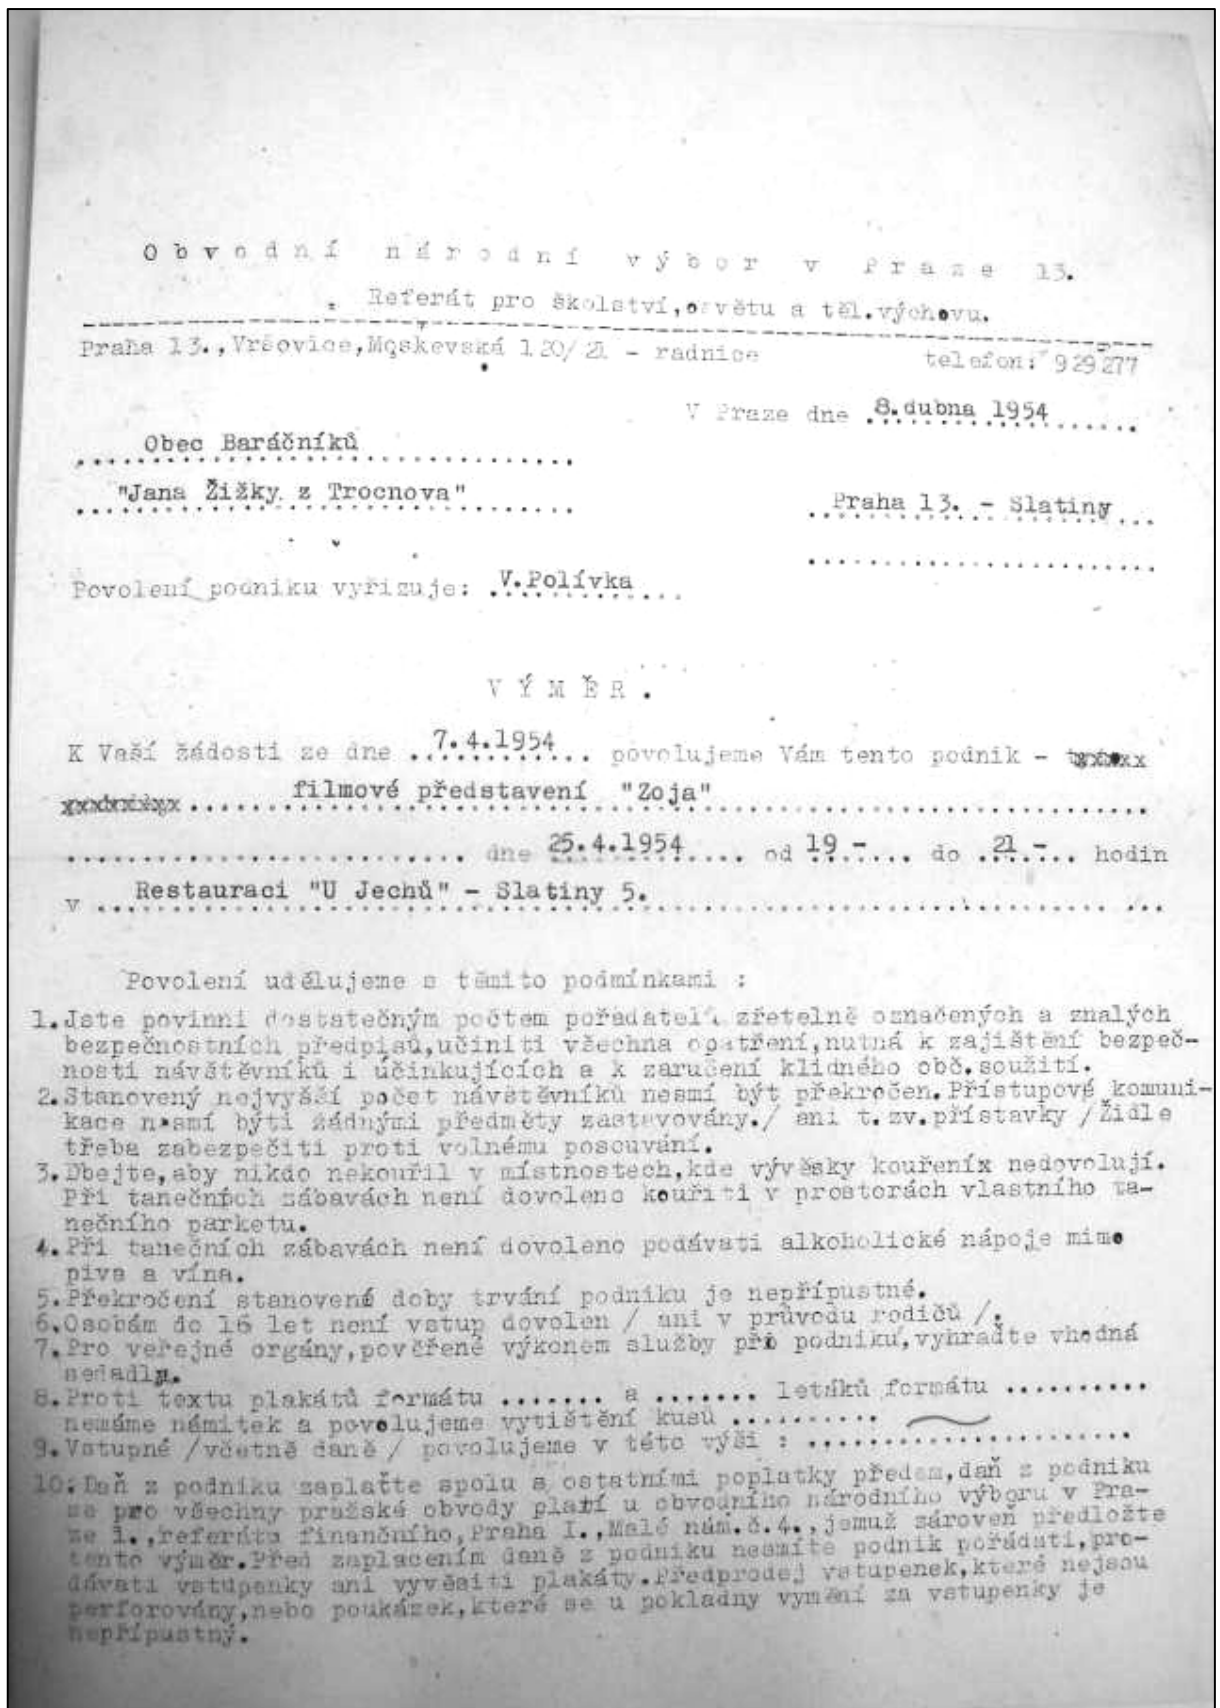 Obvodní národní výbor v Praze 13.
Referát pro školství,osvětu a těl.výchovu.
Praha 13.,Vršovice,Moskevská 120/21 - radnice telefon: 929277
V Praze dne 8.dubna 1954
Obec Baráčníků
"Jana Žižky z Trocnova"
Praha 13. - Slatiny
Povolení podniku vyřizuje: V.Polívka
VÝMĚR.
K Vaší žádosti ze dne 7.4.1954 povolujeme Vám tento podnik -
filmové představení "Zoja"
dne 25.4.1954 od 19 -. do 21 -. hodin
v Restauraci "U Jechů" - Slatiny 5.
Povolení udělujeme s těmito podmínkami :
1.Jste povinni dostatečným počtem pořadatelů zřetelně označených a znalých
bezpečnostních předpisů,učiniti všechna opatření,nutná k zajištění bezpeč-
nosti návštěvníků i účinkujících a k zaručení klidného obč.soužití.
2.Stanovený nejvyšší počet návštěvníků nesmí být překročen.Přístupové komuni-
kace nesmí býti žádnými předměty zastavovány./ ani t.zv.přístavky /Židle
třeba zabezpečiti proti volnému posouvání.
3.Dbejte,aby nikdo nekouřil v místnostech,kde vývěsky kouřeníx nedovolují.
Při tanečních zábavách není dovoleno kouřiti v prostorách vlastního ta-
nečního parketu.
4.Při tanečních zábavách není dovoleno podávati alkoholické nápoje mimo
piva a vína.
5.Překročení stanovené doby trvání podniku je nepřípustné.
6.Osobám do 16 let není vstup dovolen / ani v průvodu rodičů /.
7.Pro veřejné orgány,pověřené výkonem služby při podniku,vyhraďte vhodná
sedadla.
8.Proti textu plakátů formátu ....... a ....... letáků formátu ..........
nemáme námitek a povolujeme vytištění kusů ..........
9.Vstupné /včetně daně / povolujeme v této výši : ......................
10.Daň z podniku zaplaťte spolu s ostatními poplatky předem,daň z podniku
se pro všechny pražské obvody platí u obvodního národního výboru v Pra-
ze 1.,referátu finančního,Praha I.,Malé nám.č.4.,jemuž zároveň předložte
tento výměr.Před zaplacením daně z podniku nesmíte podnik pořádati,pro-
dávati vstupenky ani vyvěsiti plakáty.Předprodej vstupenek,které nejsou
perforovány,nebo poukázek,které se u pokladny vymění za vstupenky je
nepřípustný.